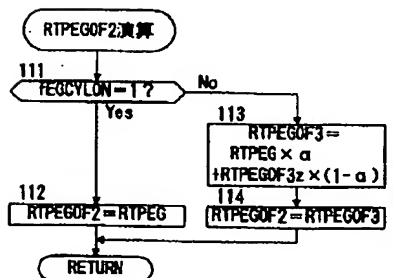 RTPEGOF2演算
111
fEGCYLON=1?
No
Yes
113
RTPEGOF3=
RTPEG×α
+RTPEGOF3z×(1-α)
112
RTPEGOF2=RTPEG
114
RTPEGOF2=RTPEGOF3
RETURN